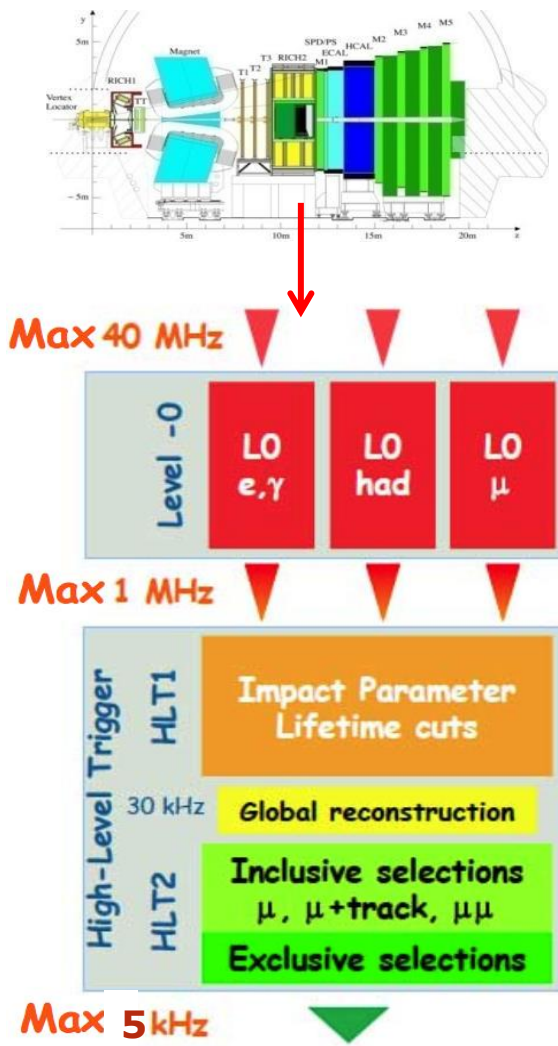 y
5m
Magnet
SPD/PS
ECAL
HCAL
M1
M2
M3
M4
M5
T1
T2
T3
RICH2
RICH1
TT
Vertex
Locator
-5m
5m
10m
15m
20m
z
Max 40 MHz
Level -0
L0
e,γ
L0
had
L0
μ
Max 1 MHz
High-Level Trigger
HLT1
Impact Parameter
Lifetime cuts
30 kHz
Global reconstruction
HLT2
Inclusive selections
μ, μ+track, μμ
Exclusive selections
Max 5 kHz